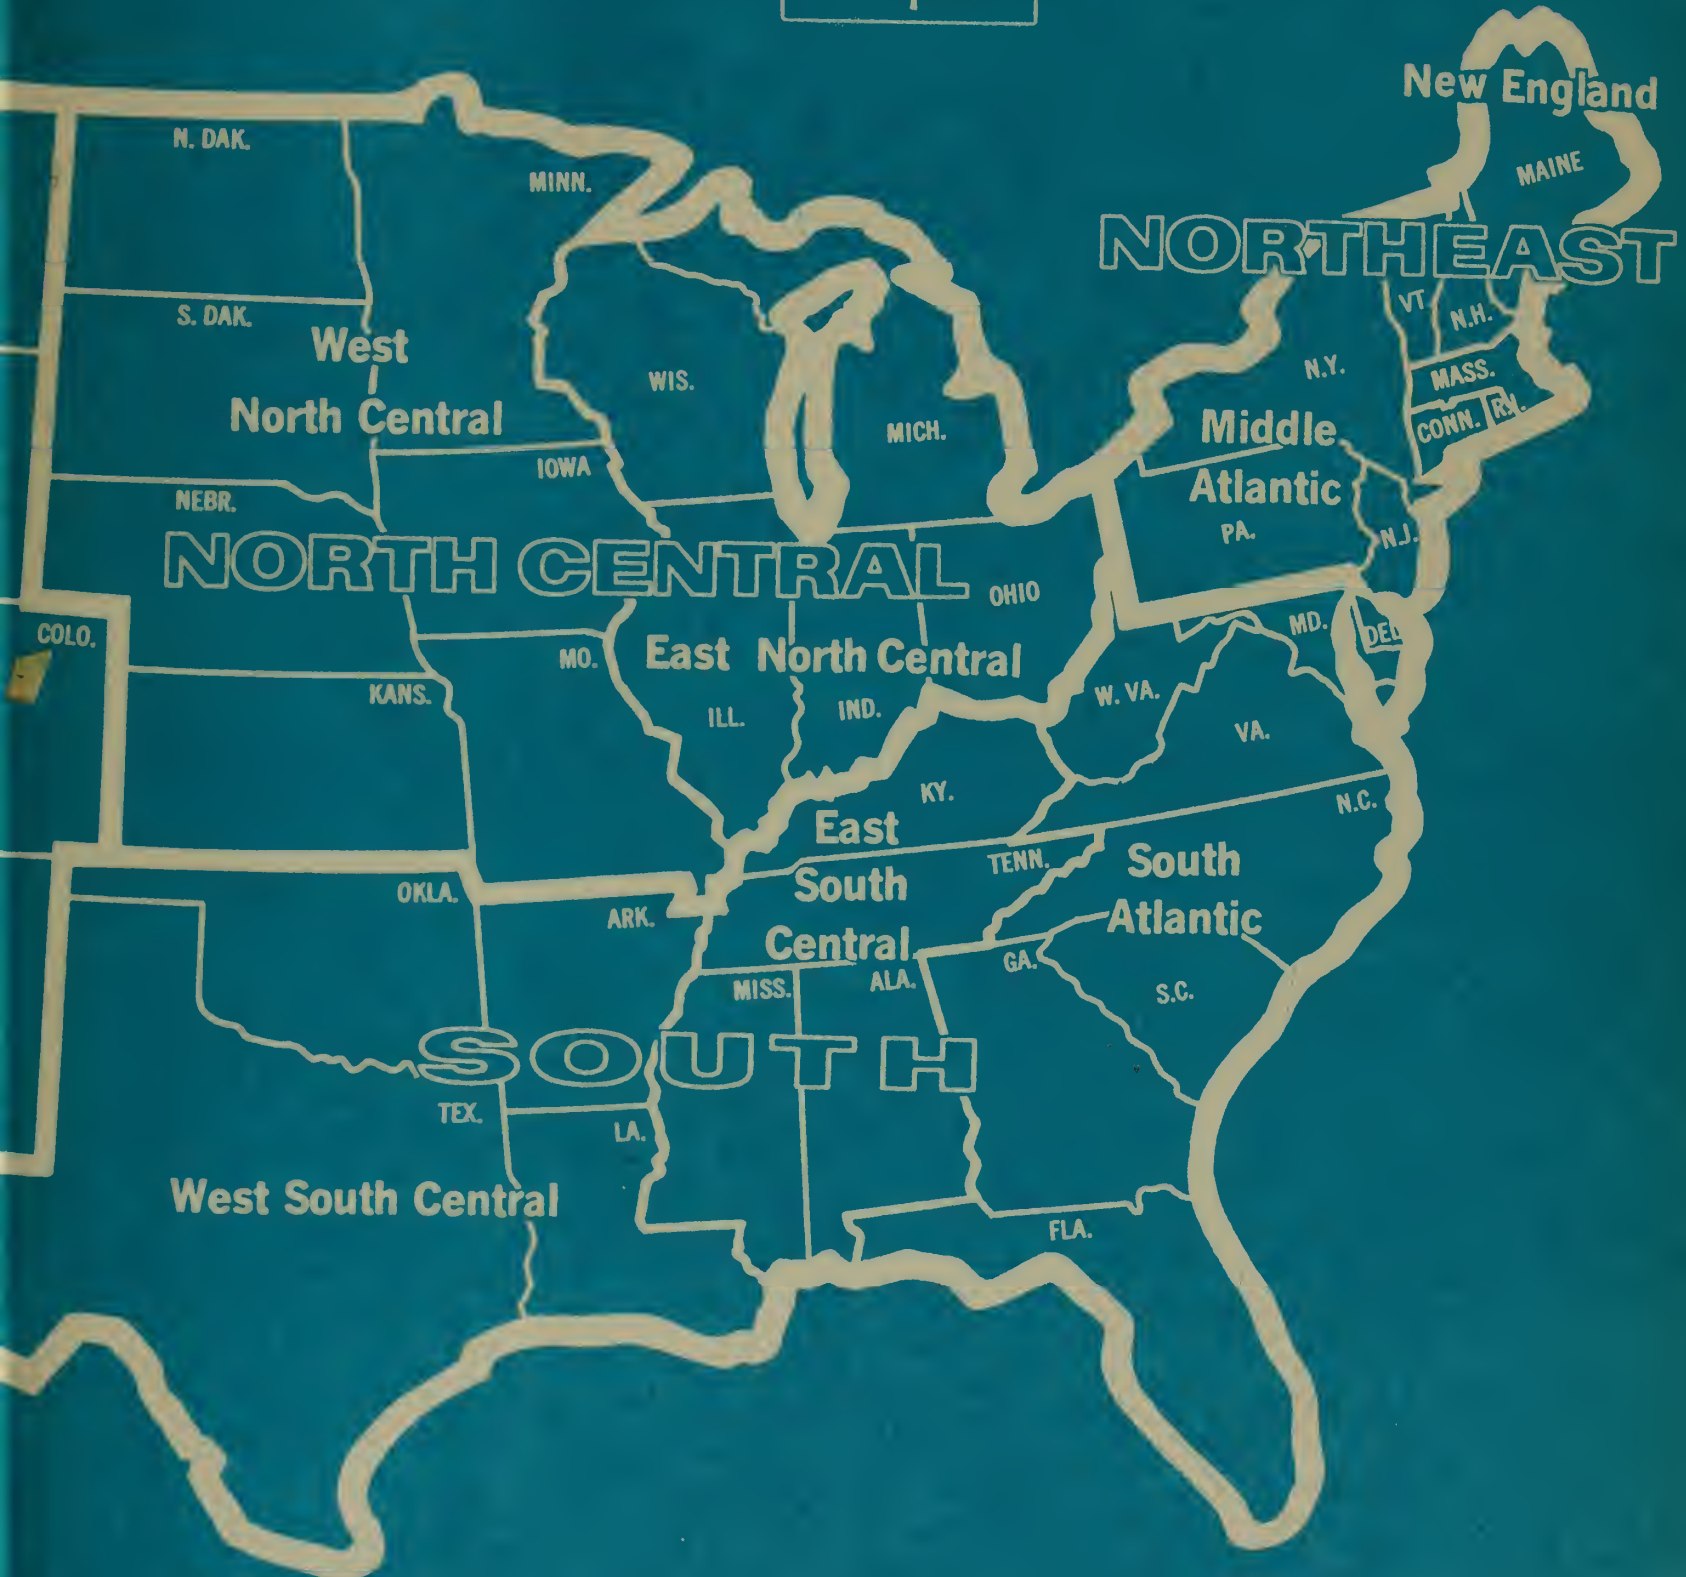 New England
MAINE
N. DAK.
MINN.
NORTHEAST
VT.
N.H.
S. DAK.
West
North Central
WIS.
N.Y.
MASS.
CONN.
R.I.
MICH.
Middle
Atlantic
PA.
N.J.
IOWA
NEBR.
NORTH CENTRAL
OHIO
COLO.
MD.
DEL.
MO.
East North Central
KANS.
ILL.
IND.
W. VA.
VA.
KY.
N.C.
East
South
Central
TENN.
South
Atlantic
OKLA.
ARK.
MISS.
ALA.
GA.
S.C.
SOUTH
TEX.
LA.
West South Central
FLA.